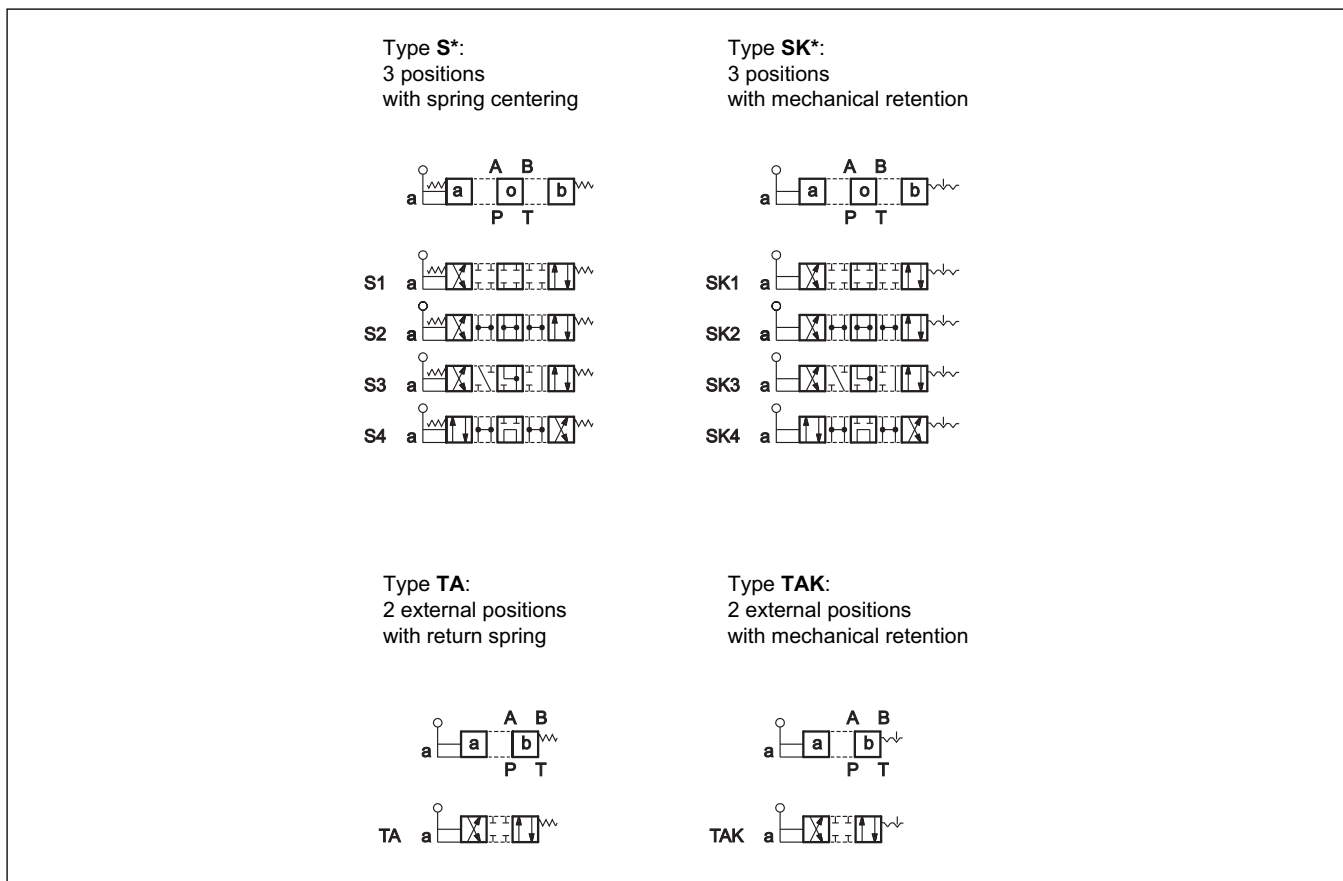 Type S*:
3 positions
with spring centering
Type SK*:
3 positions
with mechanical retention
A B
a a o b
P T
A B
a a o b
P T
S1 a
S2 a
S3 a
S4 a
SK1 a
SK2 a
SK3 a
SK4 a
Type TA:
2 external positions
with return spring
Type TAK:
2 external positions
with mechanical retention
A B
a a b
P T
A B
a a b
P T
TA a
TAK a